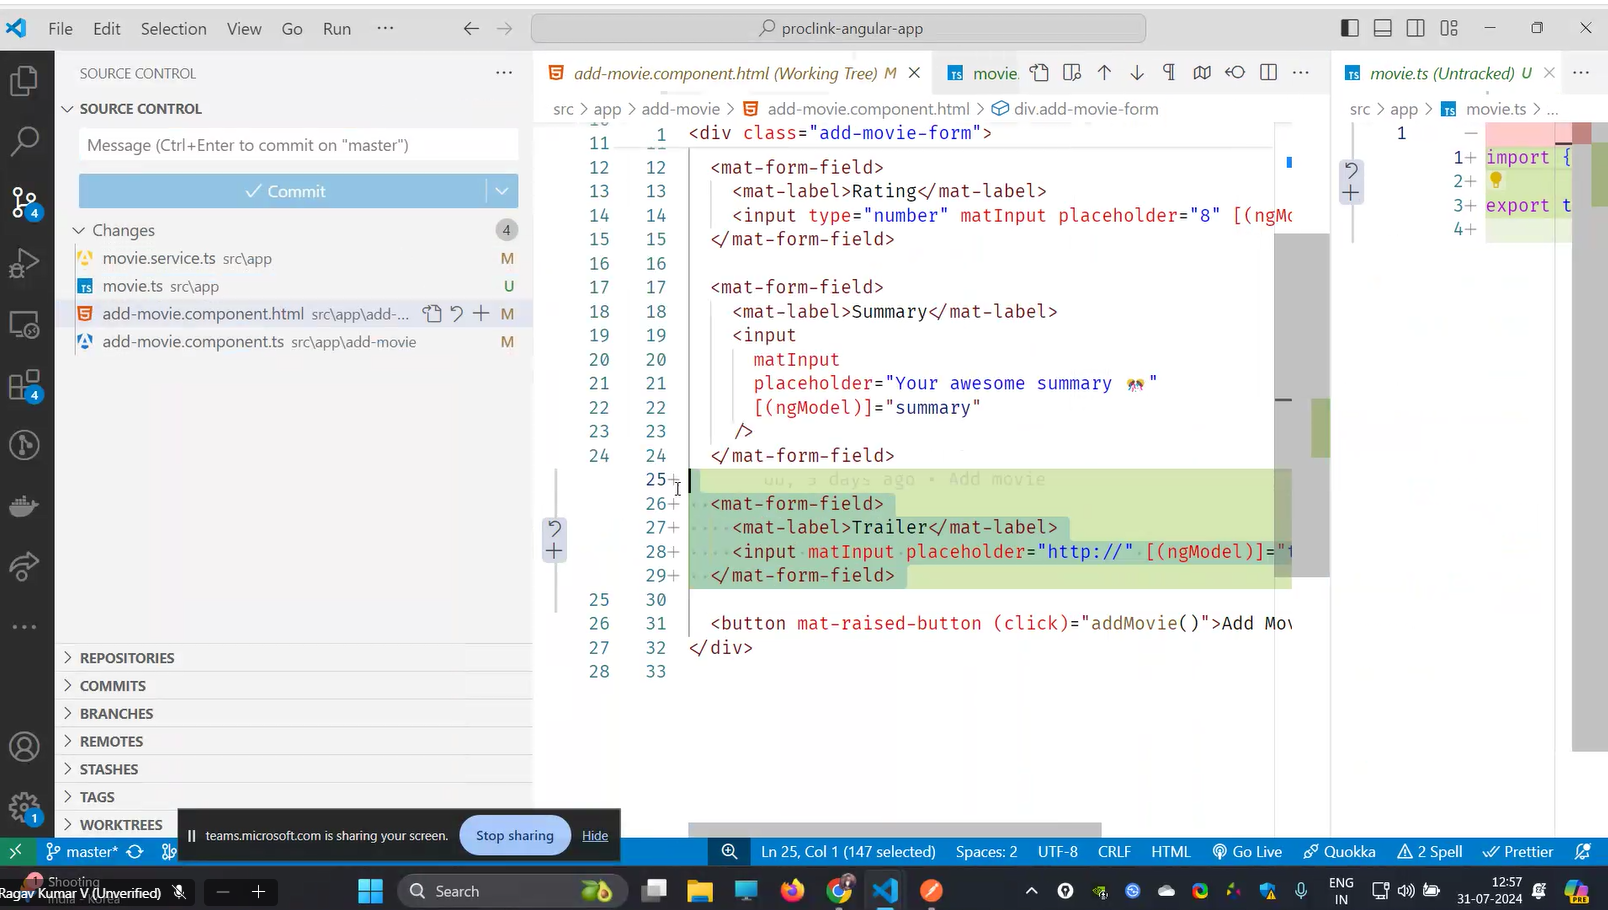 File Edit Selection View Go Run ··· proclink-angular-app
SOURCE CONTROL
SOURCE CONTROL
Message (Ctrl+Enter to commit on "master")
Commit
Changes 4
movie.service.ts src\app M
movie.ts src\app U
add-movie.component.html src\app\add-... M
add-movie.component.ts src\app\add-movie M
4
4
1
REPOSITORIES
COMMITS
BRANCHES
REMOTES
STASHES
TAGS
WORKTREES
add-movie.component.html (Working Tree) M movie.
src > app > add-movie > add-movie.component.html > div.add-movie-form
1 <div class="add-movie-form">
11 11
12 12 <mat-form-field>
13 13 <mat-label>Rating</mat-label>
14 14 <input type="number" matInput placeholder="8" [(ngMo
15 15 </mat-form-field>
16 16
17 17 <mat-form-field>
18 18 <mat-label>Summary</mat-label>
19 19 <input
20 20 matInput
21 21 placeholder="Your awesome summary 🎊"
22 22 [(ngModel)]="summary"
23 23 />
24 24 </mat-form-field>
25+ days ago • Add movie
26+ <mat-form-field>
27+ <mat-label>Trailer</mat-label>
28+ <input matInput placeholder="http://" [(ngModel)]="t
29+ </mat-form-field>
25 30
26 31 <button mat-raised-button (click)="addMovie()">Add Mov
27 32 </div>
28 33
movie.ts (Untracked) U
src > app > movie.ts > ...
1 —
1+ import {
2+
3+ export t
4+
teams.microsoft.com is sharing your screen. Stop sharing Hide
master* Ln 25, Col 1 (147 selected) Spaces: 2 UTF-8 CRLF HTML Go Live Quokka 2 Spell Prettier
Shooting
India - Korea
Ragav Kumar V (Unverified)
Search
ENG
IN
12:57
31-07-2024
PRE